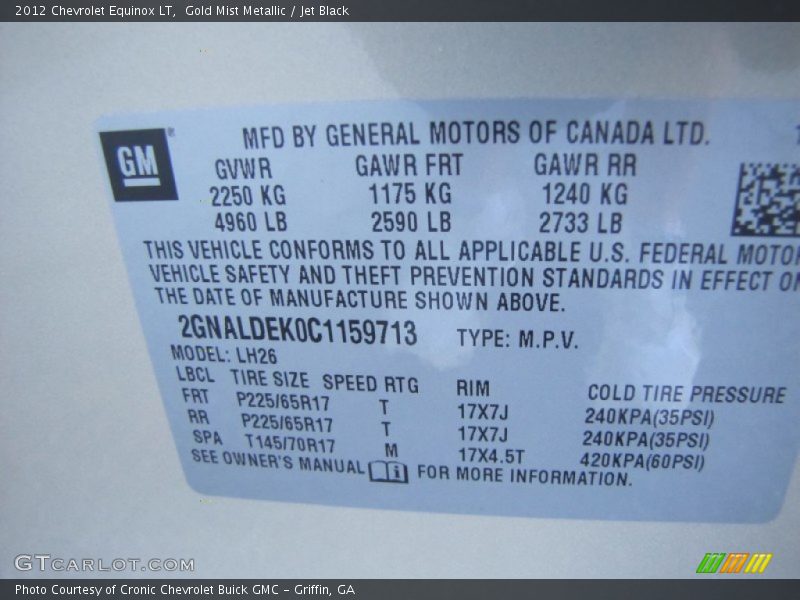 2012 Chevrolet Equinox LT,  Gold Mist Metallic / Jet Black
GM ®
MFD BY GENERAL MOTORS OF CANADA LTD.
GVWR GAWR FRT GAWR RR
2250 KG 1175 KG 1240 KG
4960 LB 2590 LB 2733 LB
THIS VEHICLE CONFORMS TO ALL APPLICABLE U.S. FEDERAL MOTOR
VEHICLE SAFETY AND THEFT PREVENTION STANDARDS IN EFFECT ON
THE DATE OF MANUFACTURE SHOWN ABOVE.
2GNALDEK0C1159713 TYPE: M.P.V.
MODEL: LH26
LBCL TIRE SIZE SPEED RTG RIM COLD TIRE PRESSURE
FRT P225/65R17 T 17X7J 240KPA(35PSI)
RR P225/65R17 T 17X7J 240KPA(35PSI)
SPA T145/70R17 M 17X4.5T 420KPA(60PSI)
SEE OWNER'S MANUAL i FOR MORE INFORMATION.
GTCARLOT.COM
Photo Courtesy of Cronic Chevrolet Buick GMC - Griffin, GA